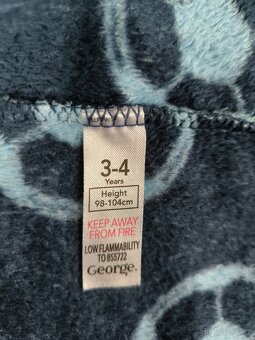 3-4
Years
Height
98-104cm
KEEP AWAY
FROM FIRE
LOW FLAMMABILITY
TO BS5722
George.